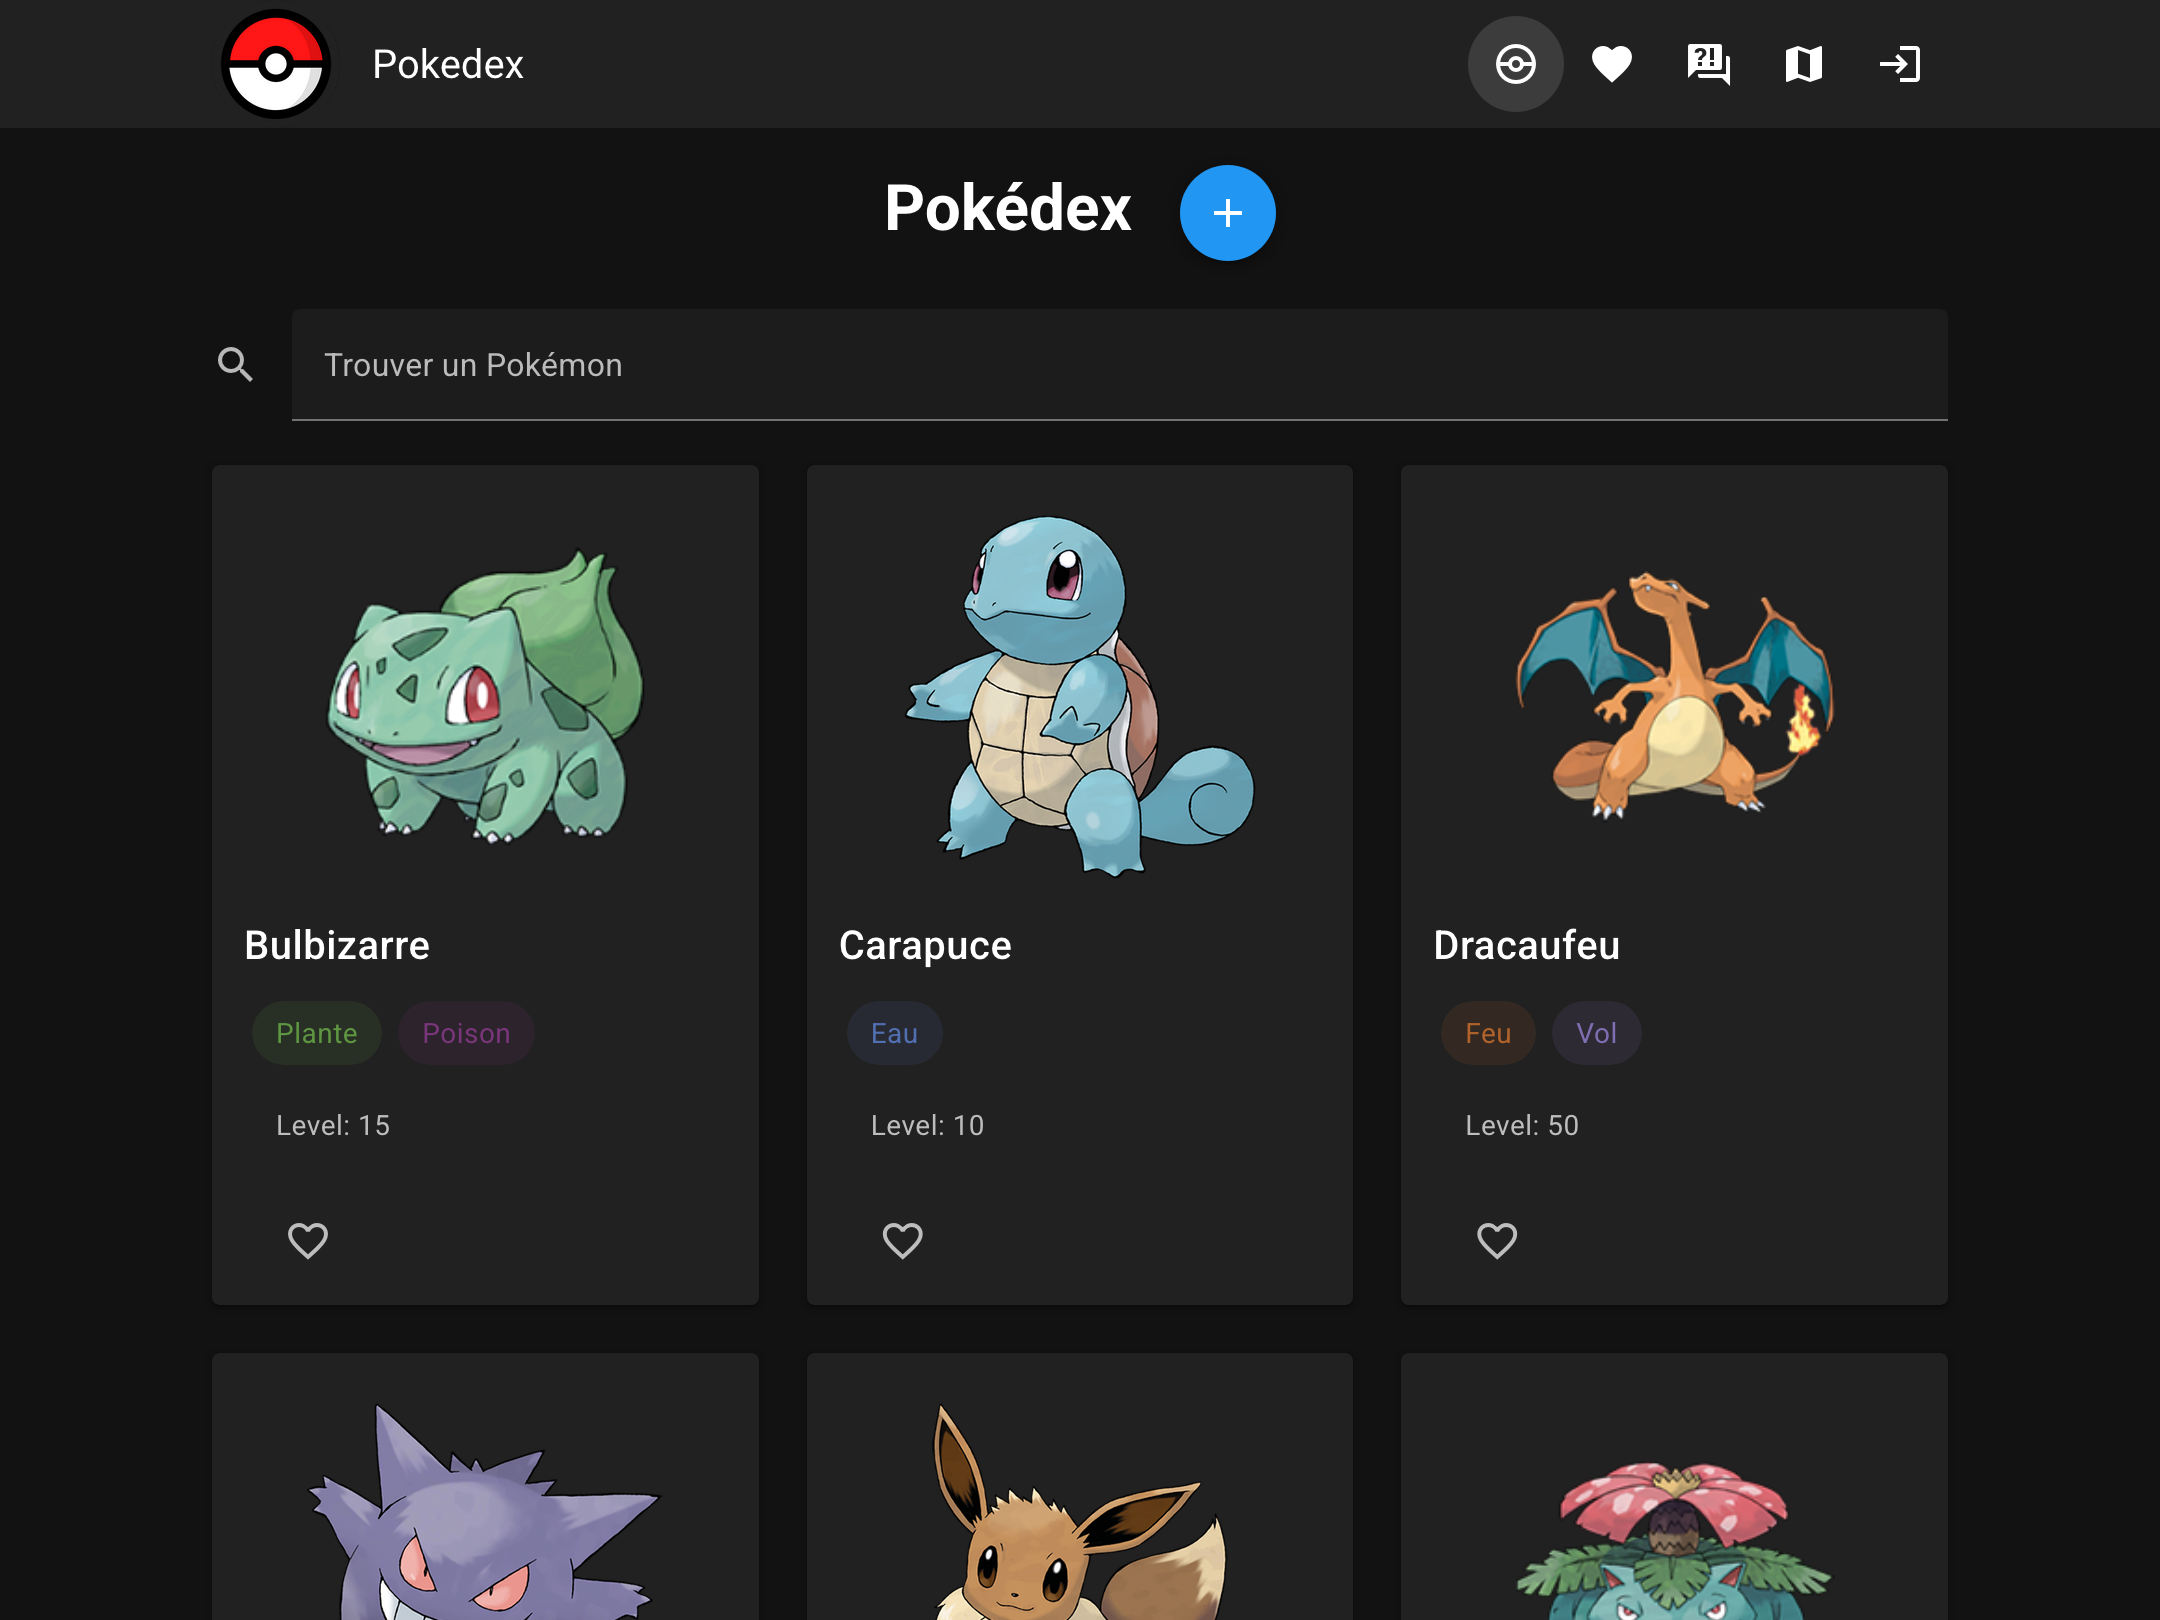 Pokedex
Pokédex
Trouver un Pokémon
Bulbizarre
Plante Poison
Level: 15
Carapuce
Eau
Level: 10
Dracaufeu
Feu Vol
Level: 50